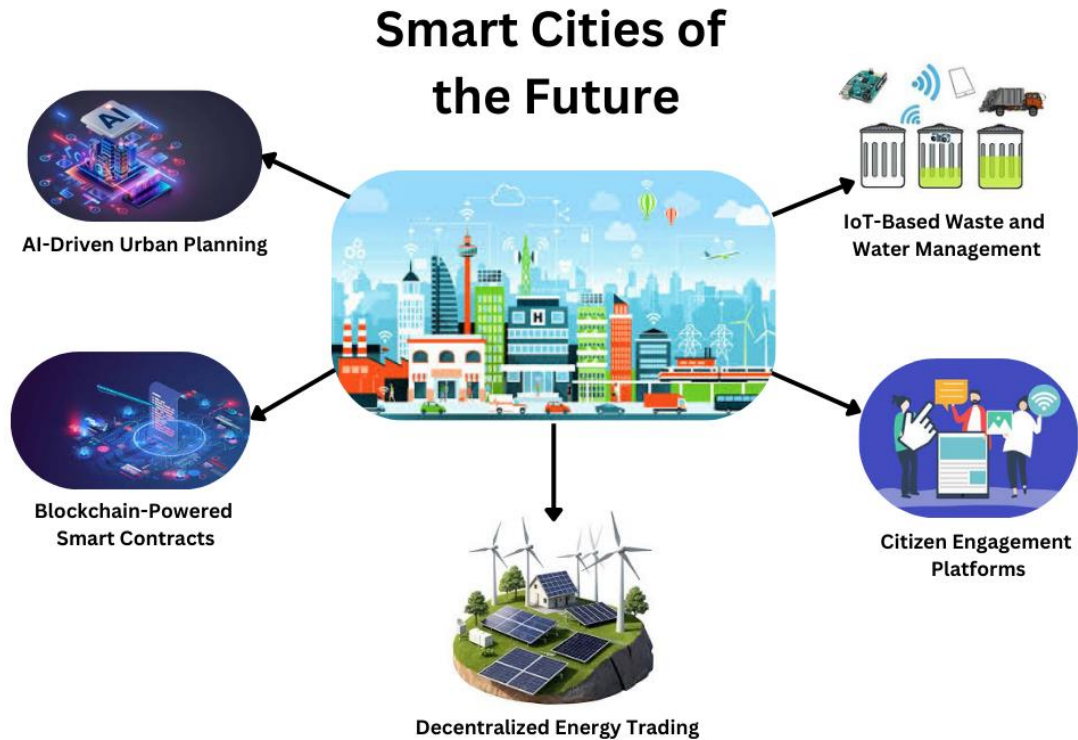 Smart Cities of
the Future
AI
AI-Driven Urban Planning
IoT-Based Waste and
Water Management
H
Blockchain-Powered
Smart Contracts
Citizen Engagement
Platforms
Decentralized Energy Trading